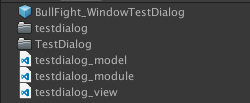 BullFight_WindowTestDialog
testdialog
TestDialog
testdialog_model
testdialog_module
testdialog_view